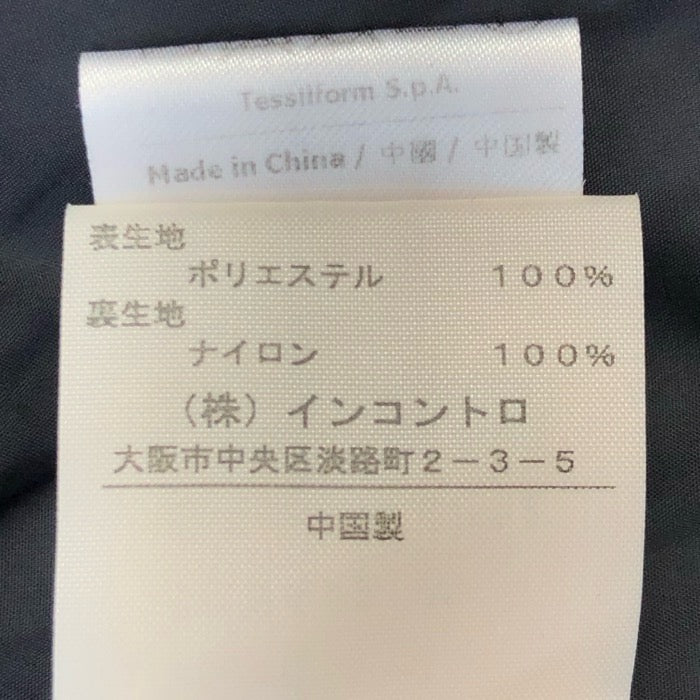 Tessilform S.p.A.
Made in China / 中國 / 中国製
表生地
ポリエステル　１００％
裏生地
ナイロン　１００％
（株）インコントロ
大阪市中央区淡路町２－３－５
中国製